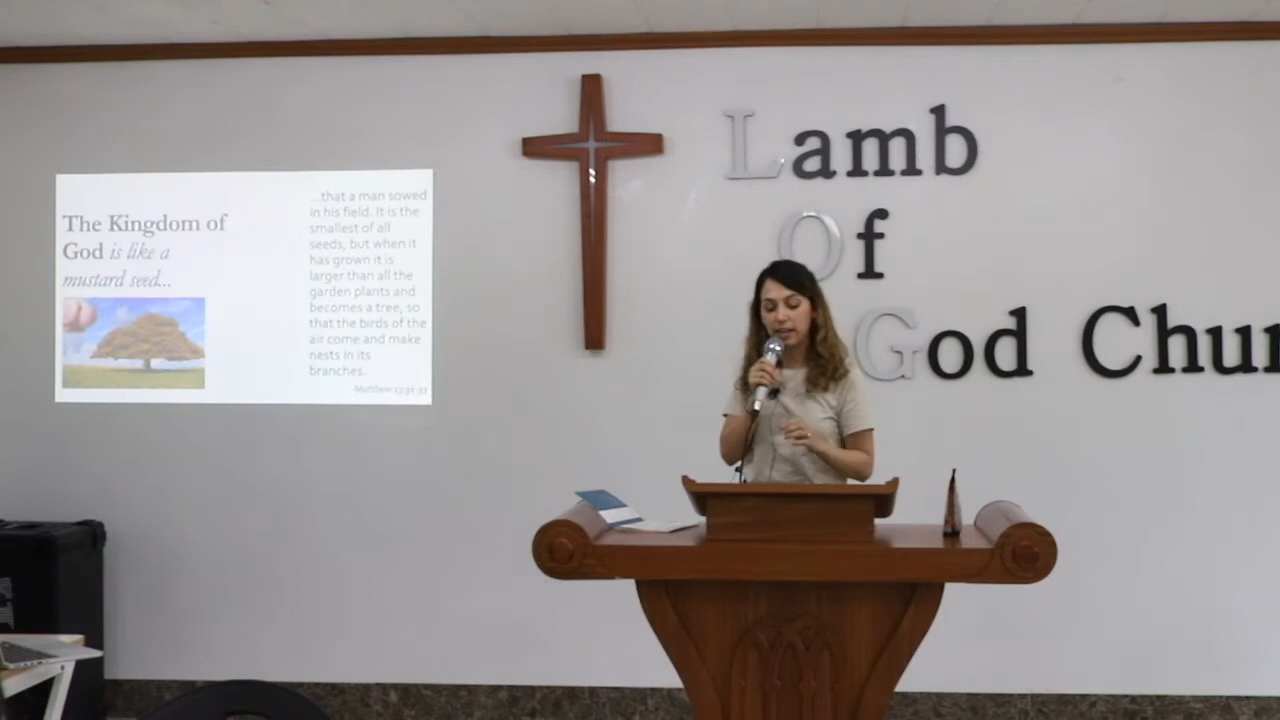 The Kingdom of
God is like a
mustard seed...
...that a man sowed
in his field. It is the
smallest of all
seeds, but when it
has grown it is
larger than all the
garden plants and
becomes a tree, so
that the birds of the
air come and make
nests in its
branches.
Lamb
Of
God Chur